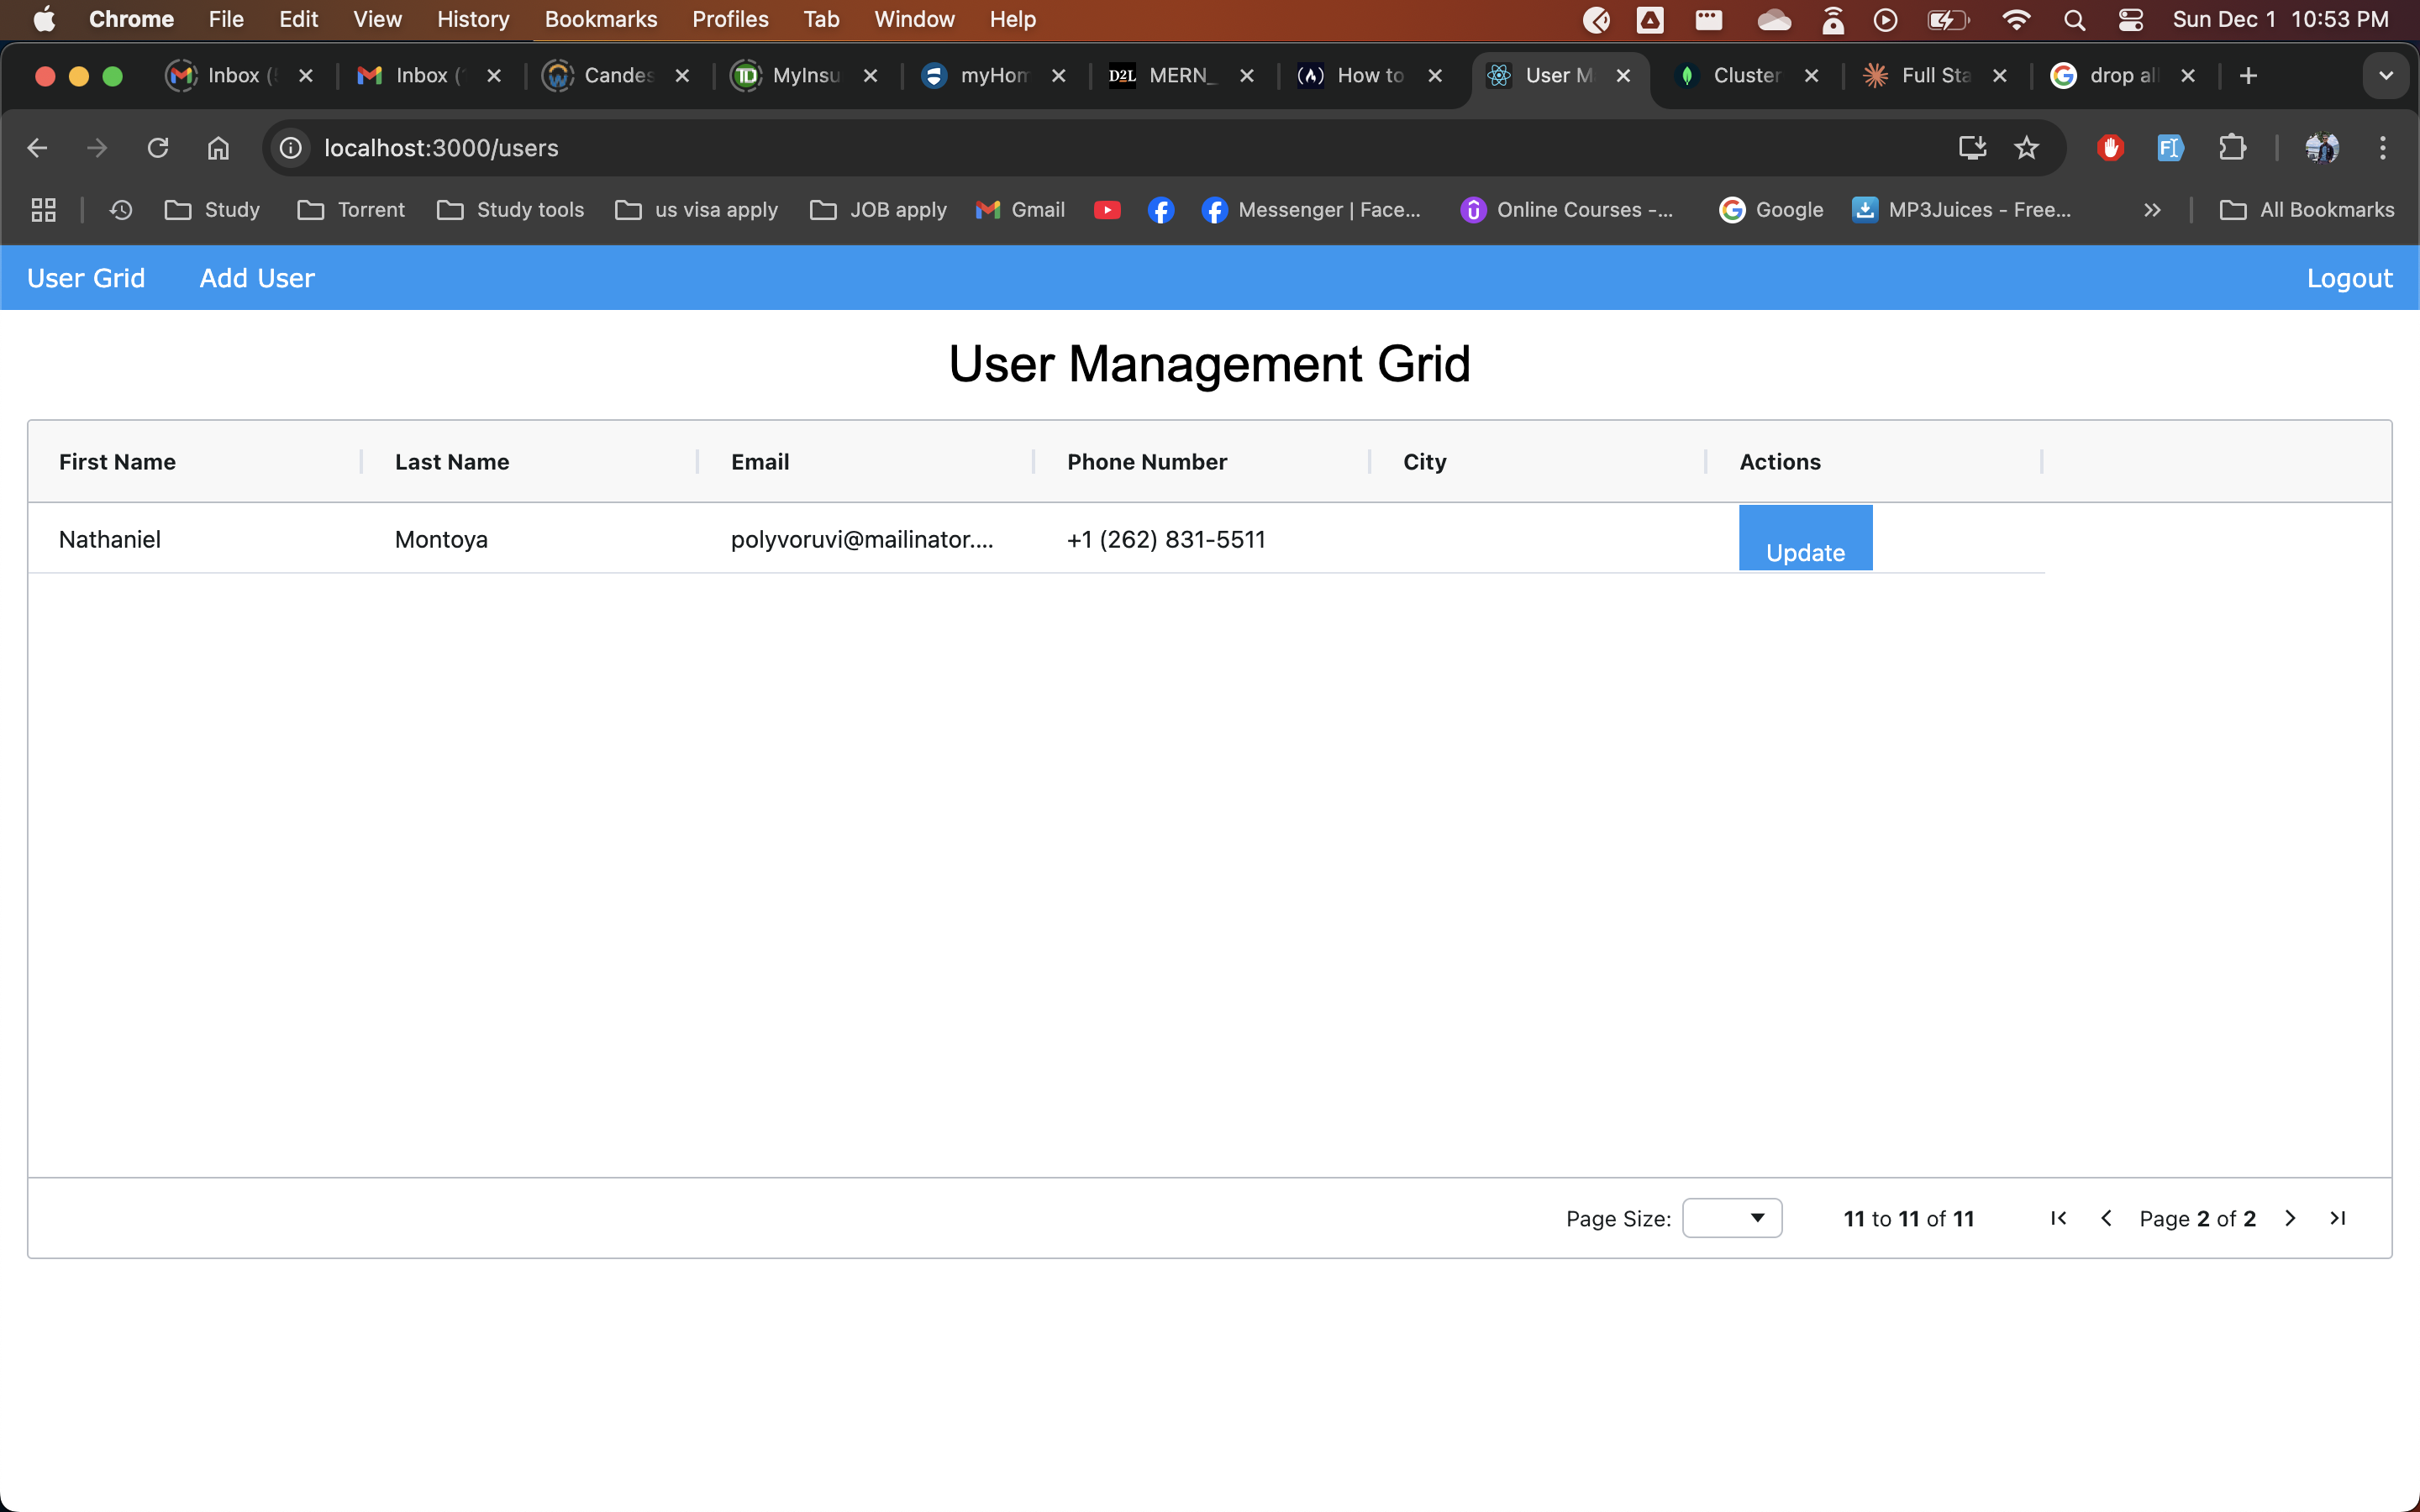 Chrome File Edit View History Bookmarks Profiles Tab Window Help Sun Dec 1 10:53 PM
Inbox ( Inbox ( Candes MyInsu myHom D2L MERN_ How to User M Cluster Full Sta drop all
localhost:3000/users
Study Torrent Study tools us visa apply JOB apply Gmail Messenger | Face... Online Courses -... Google MP3Juices - Free... All Bookmarks
User Grid Add User Logout
User Management Grid
First Name Last Name Email Phone Number City Actions
Nathaniel Montoya polyvoruvi@mailinator.... +1 (262) 831-5511 Update
Page Size: 11 to 11 of 11 Page 2 of 2